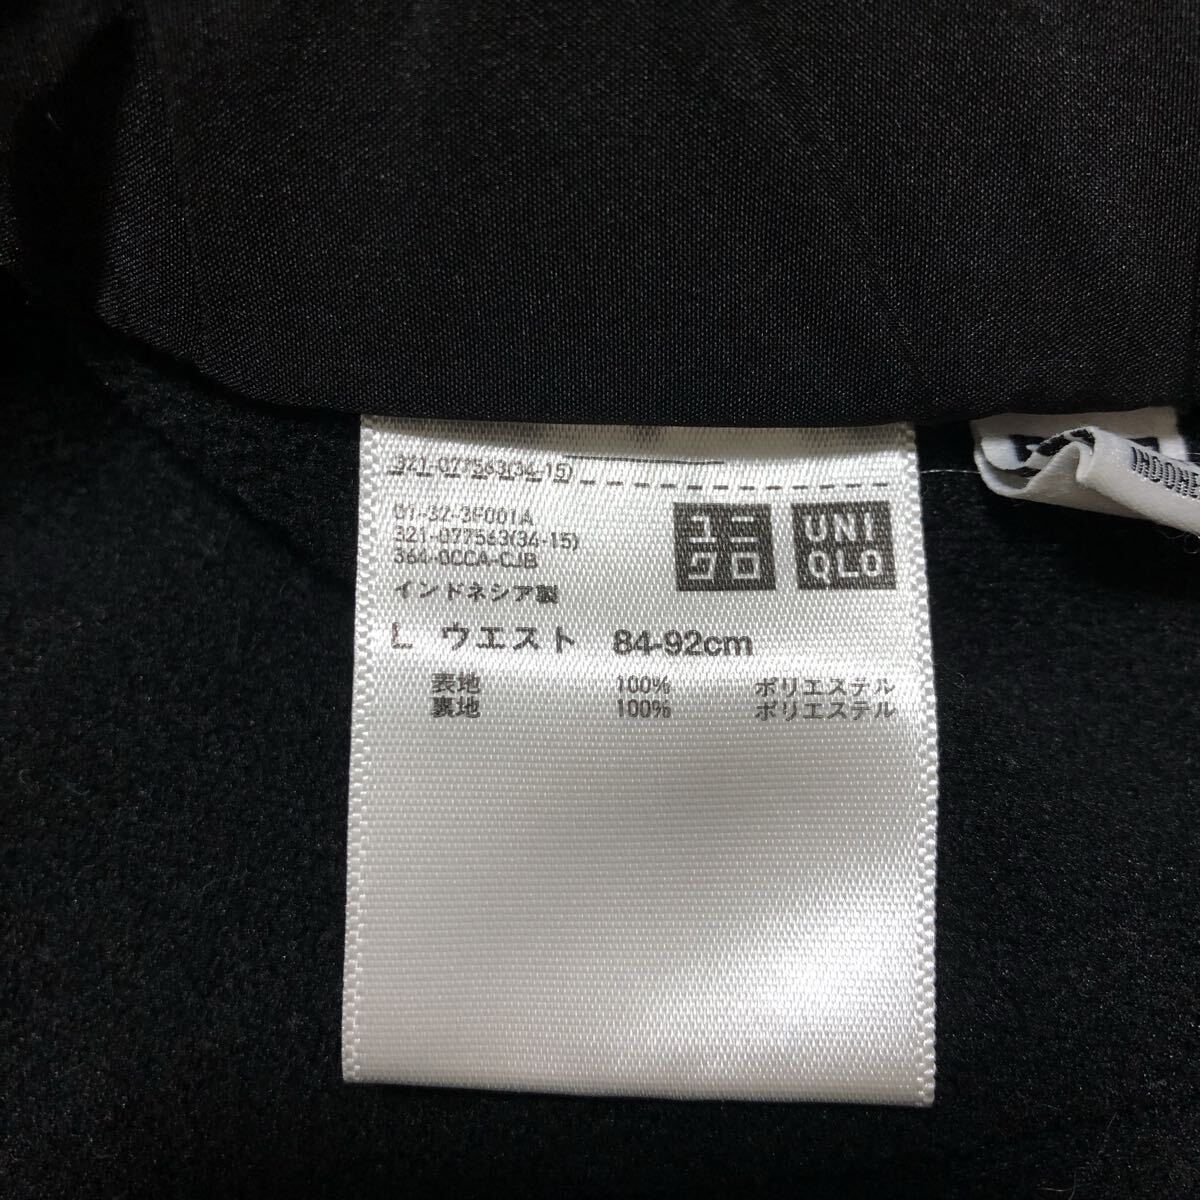 321-077563(34-15)
01-32-3F001A
321-077563(34-15)
364-0CCA-CJB
インドネシア製
ユニ
クロ
UNI
QLO
L ウエスト 84-92cm
表地 100% ポリエステル
裏地 100% ポリエステル